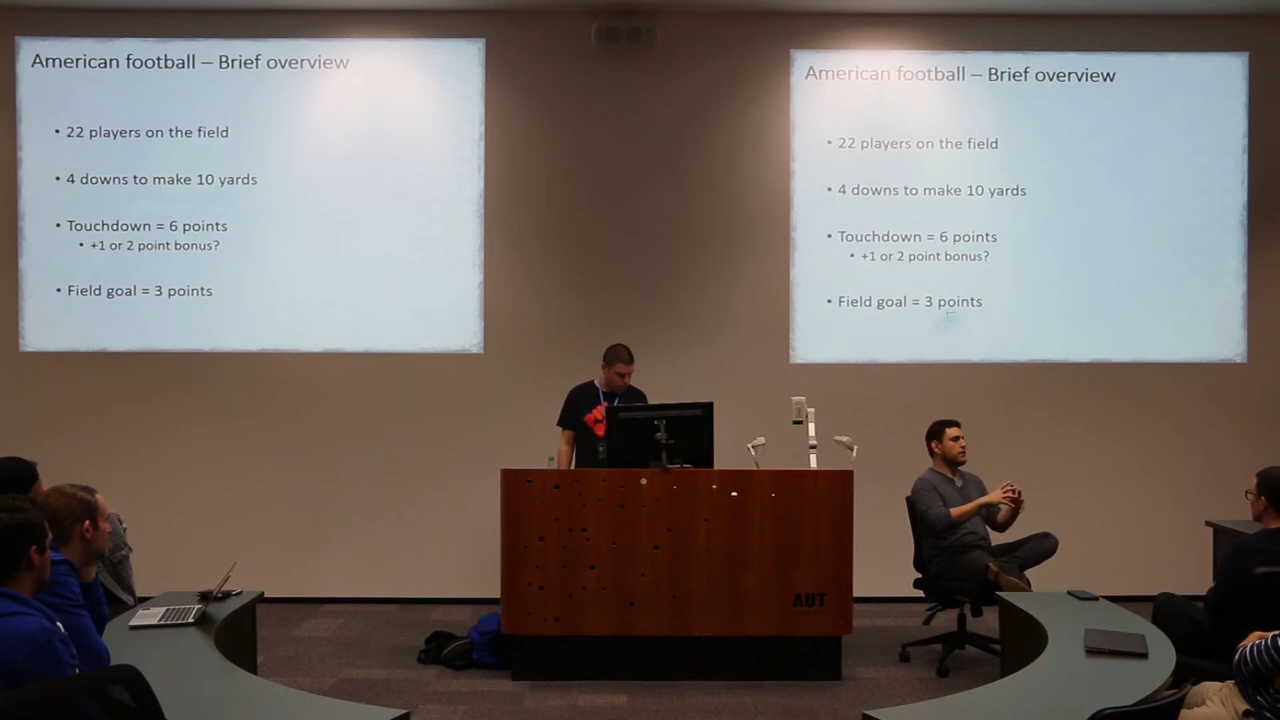 American football – Brief overview
• 22 players on the field
• 4 downs to make 10 yards
• Touchdown = 6 points
• +1 or 2 point bonus?
• Field goal = 3 points
American football – Brief overview
• 22 players on the field
• 4 downs to make 10 yards
• Touchdown = 6 points
• +1 or 2 point bonus?
• Field goal = 3 points
AUT